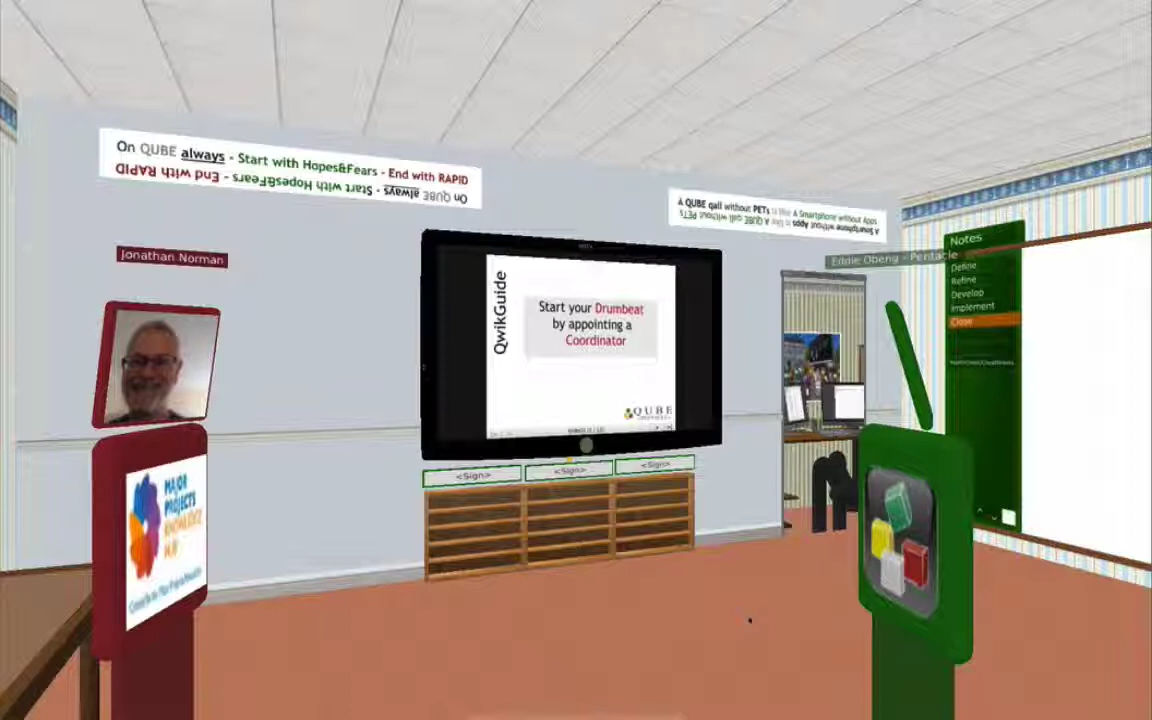 On QUBE always - Start with Hopes&Fears - End with RAPID
On QUBE always - Start with Hopes&Fears - End with RAPID
A QUBE qall without PETs is like A Smartphone without Apps
A Smartphone without Apps is like A QUBE qall without PETs
Jonathan Norman
Eddie Obeng - Pentacle
QwikGuide
Start your Drumbeat
by appointing a
Coordinator
QUBE
Notes
Define
Refine
Develop
Implement
Close
<Sign>
<Sign>
<Sign>
MAJOR
PROJECTS
KNOWLEDGE
HUB